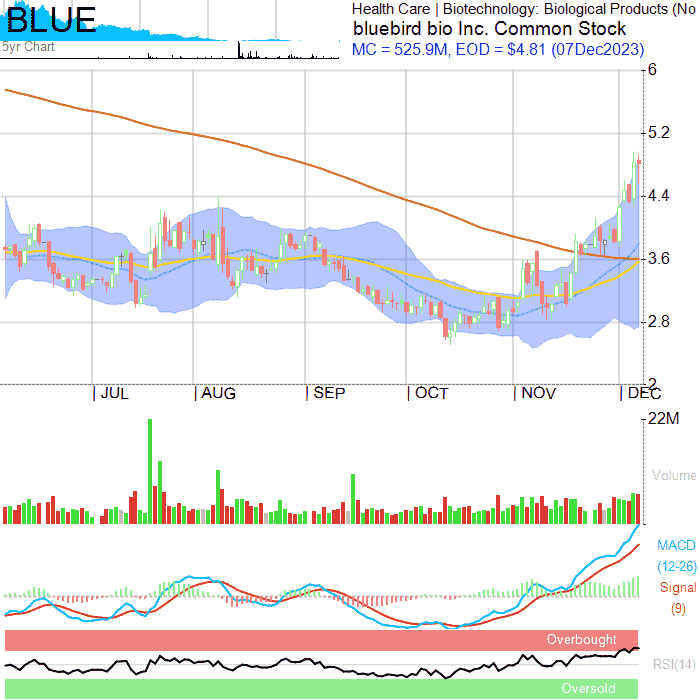 BLUE
5yr Chart
Health Care | Biotechnology: Biological Products (No
bluebird bio Inc. Common Stock
MC = 525.9M, EOD = $4.81 (07Dec2023)
6
5.2
4.4
3.6
2.8
2
JUL AUG SEP OCT NOV DEC
22M
Volume
MACD
(12-26)
Signal
(9)
Overbought
RSI(14)
Oversold